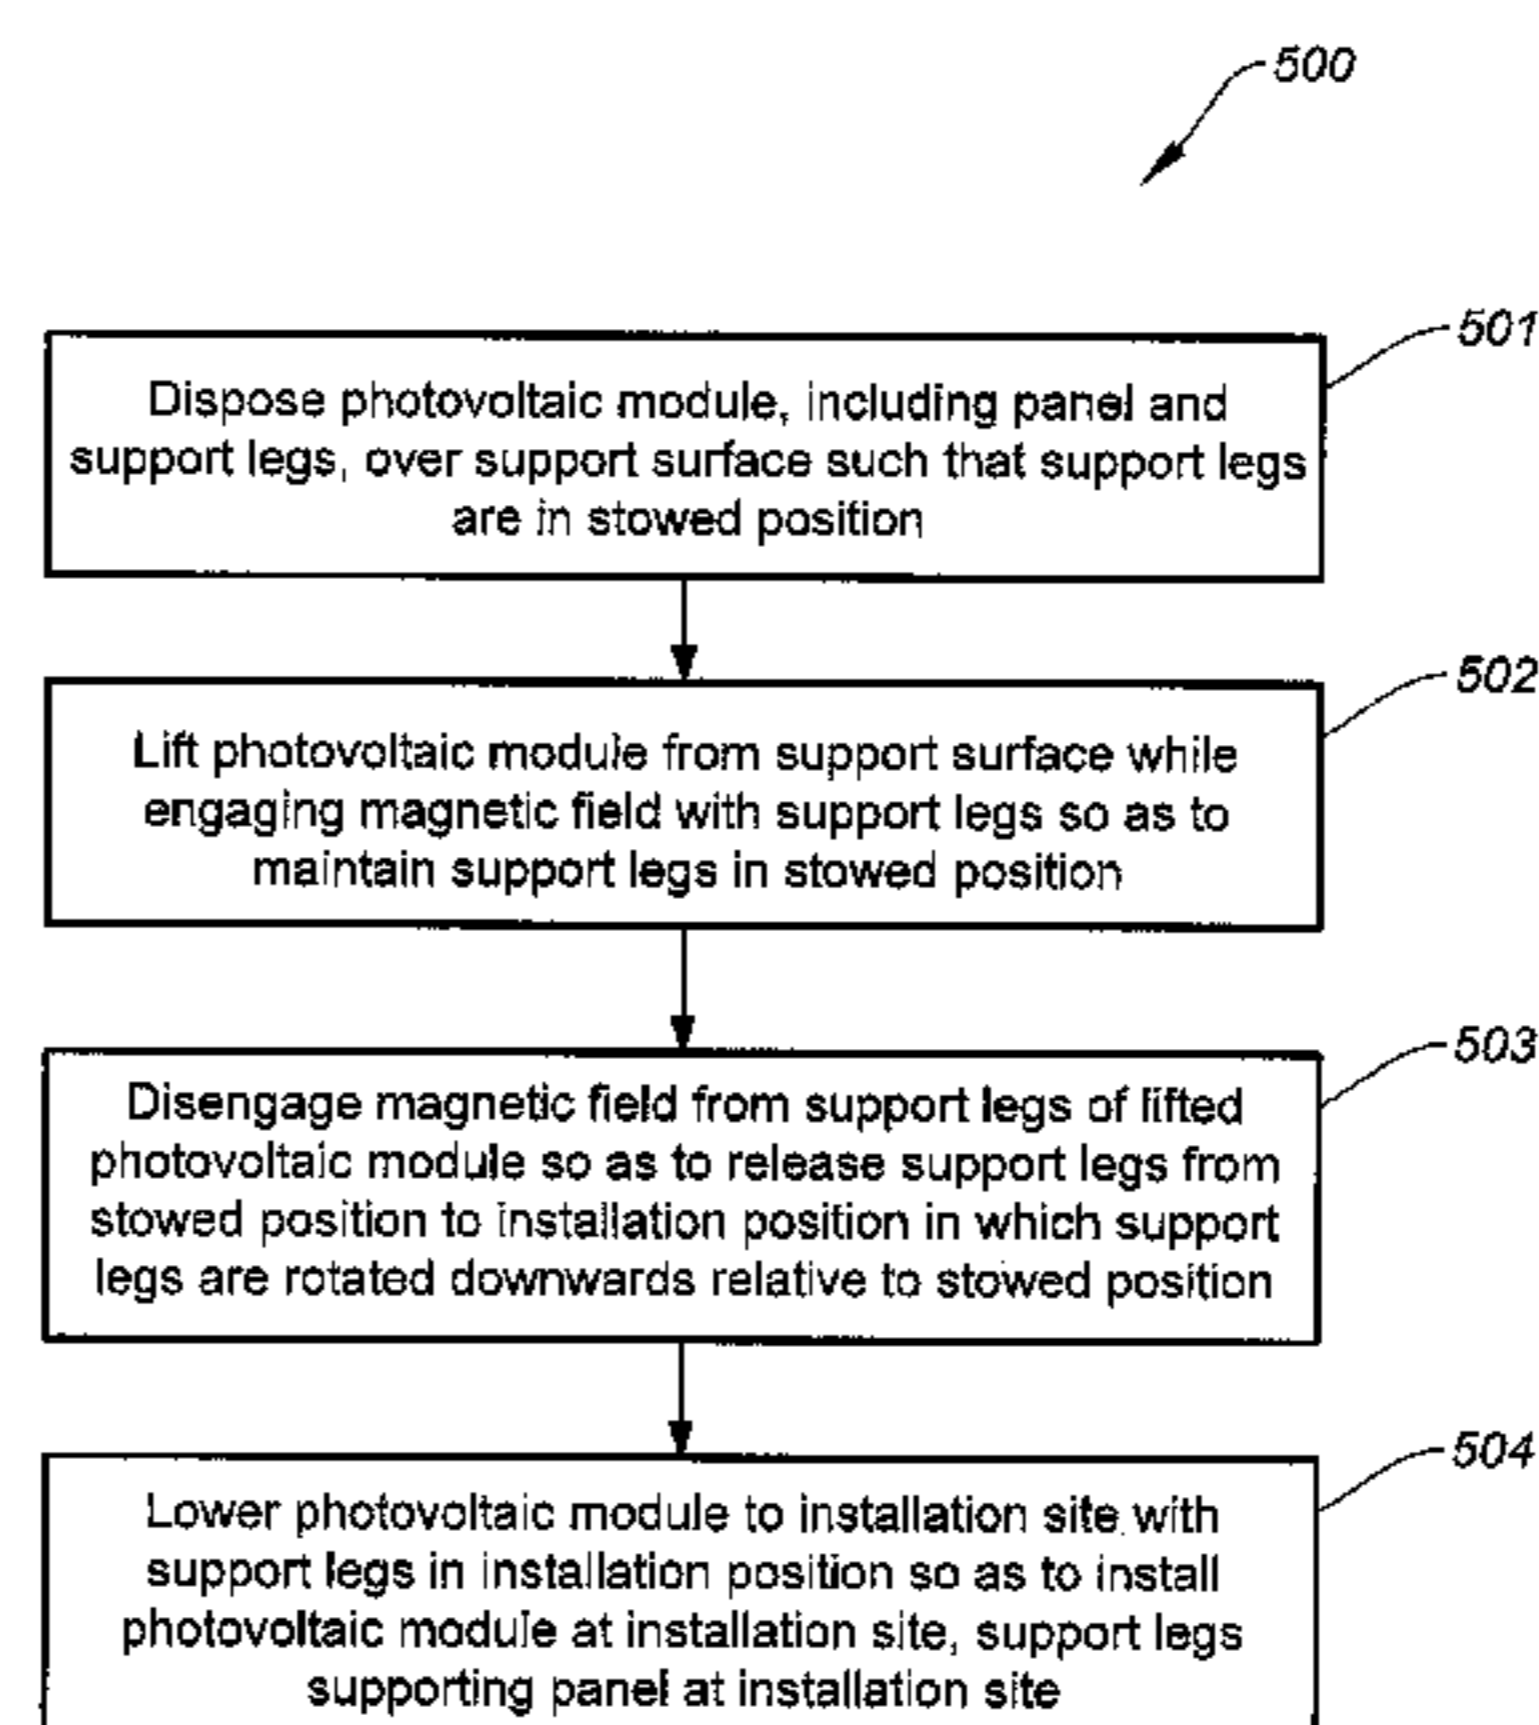 500
501
Dispose photovoltaic module, including panel and
support legs, over support surface such that support legs
are in stowed position
502
Lift photovoltaic module from support surface while
engaging magnetic field with support legs so as to
maintain support legs in stowed position
503
Disengage magnetic field from support legs of lifted
photovoltaic module so as to release support legs from
stowed position to installation position in which support
legs are rotated downwards relative to stowed position
504
Lower photovoltaic module to installation site with
support legs in installation position so as to install
photovoltaic module at installation site, support legs
supporting panel at installation site